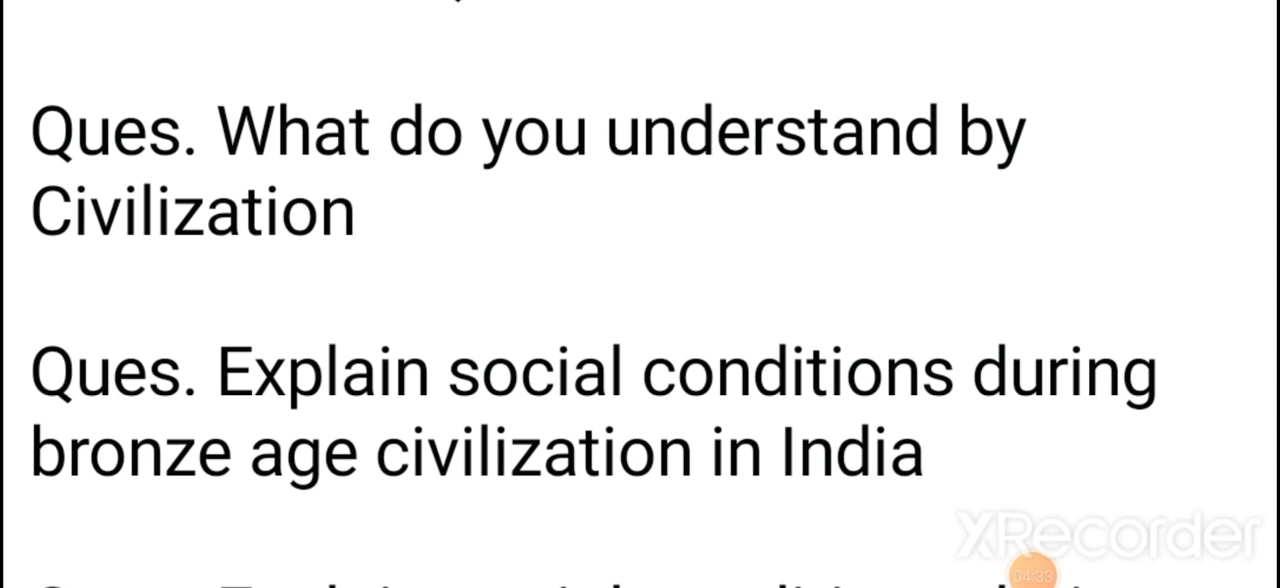 Ques. What do you understand by
Civilization
Ques. Explain social conditions during
bronze age civilization in India
XRecorder
04:33